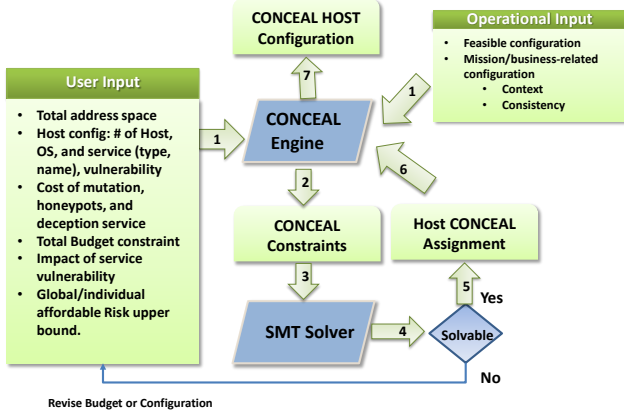 CONCEAL HOST
Configuration
Operational Input
• Feasible configuration
• Mission/business-related
configuration
• Context
• Consistency
User Input
• Total address space
• Host config: # of Host,
OS, and service (type,
name), vulnerability
• Cost of mutation,
honeypots, and
deception service
• Total Budget constraint
• Impact of service
vulnerability
• Global/individual
affordable Risk upper
bound.
7
1
1
CONCEAL
Engine
6
2
CONCEAL
Constraints
Host CONCEAL
Assignment
3
5
Yes
SMT Solver
4
Solvable
No
Revise Budget or Configuration